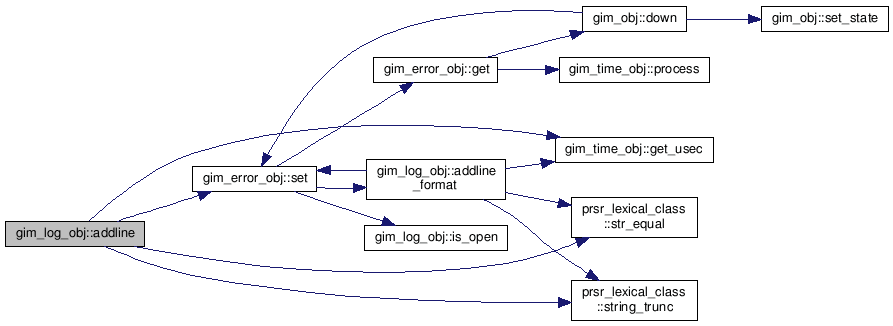 gim_obj::down
gim_obj::set_state
gim_error_obj::get
gim_time_obj::process
gim_time_obj::get_usec
gim_error_obj::set
gim_log_obj::addline
_format
prsr_lexical_class
::str_equal
gim_log_obj::addline
gim_log_obj::is_open
prsr_lexical_class
::string_trunc